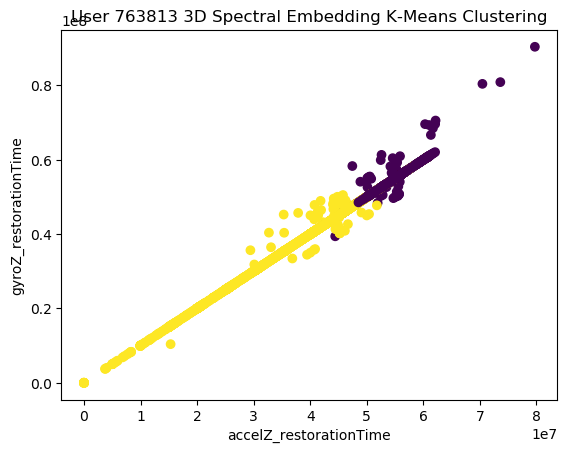 User 763813 3D Spectral Embedding K-Means Clustering
1e8
0.8
0.6
0.4
0.2
0.0
gyroZ_restorationTime
0 1 2 3 4 5 6 7 8
1e7
accelZ_restorationTime